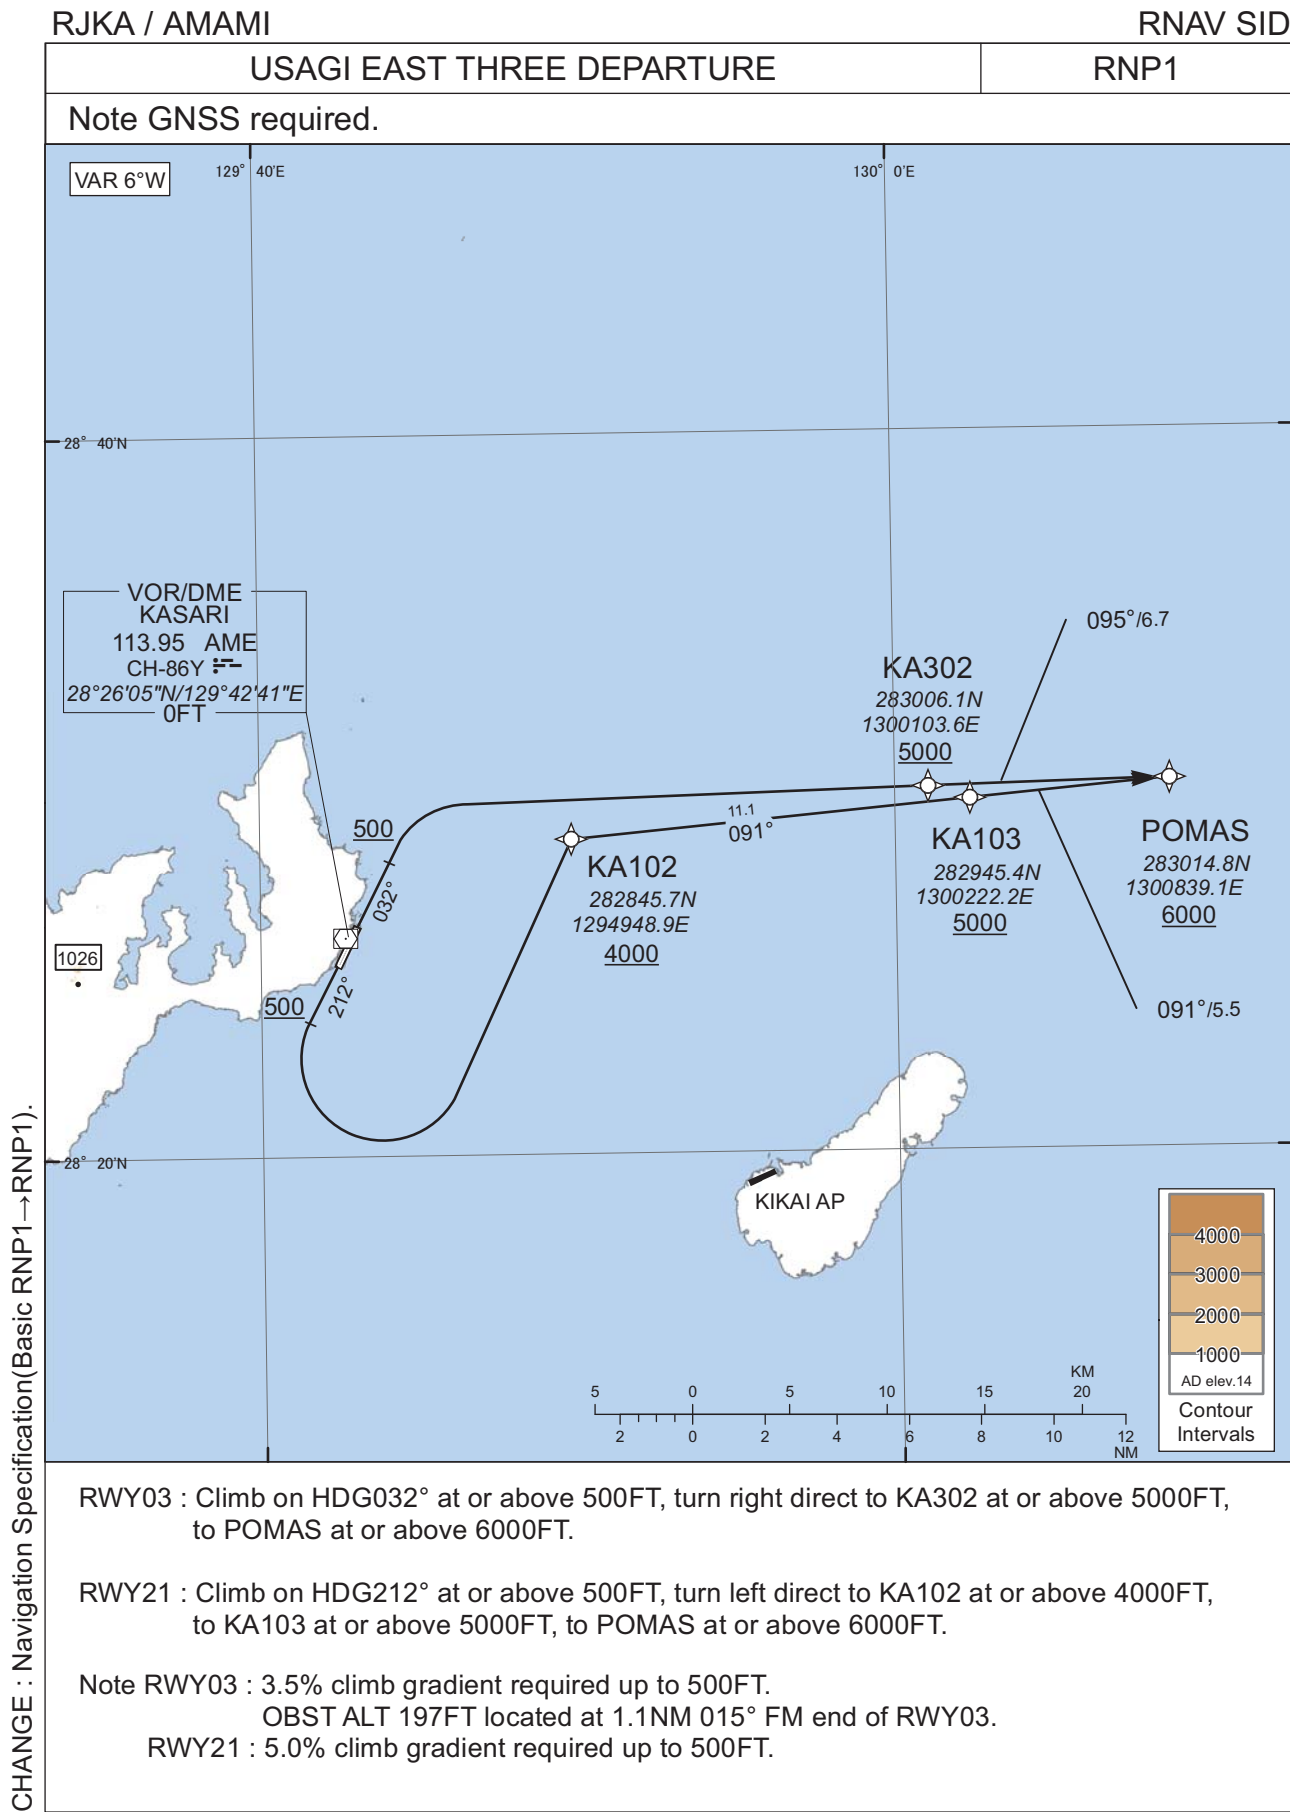 RJKA / AMAMI
RNAV SID
USAGI EAST THREE DEPARTURE
RNP1
Note GNSS required.
VAR 6°W
129° 40'E
130° 0'E
28° 40'N
VOR/DME
KASARI
113.95 AME
CH-86Y
28°26'05"N/129°42'41"E
0FT
095°/6.7
KA302
283006.1N
1300103.6E
5000
500
11.1
091°
KA102
282845.7N
1294948.9E
4000
KA103
282945.4N
1300222.2E
5000
POMAS
283014.8N
1300839.1E
6000
032°
1026
500
212°
091°/5.5
28° 20'N
KIKAI AP
4000
3000
2000
1000
AD elev.14
Contour
Intervals
KM
5 0 5 10 15 20
2 0 2 4 6 8 10 12
NM
RWY03 : Climb on HDG032° at or above 500FT, turn right direct to KA302 at or above 5000FT,
to POMAS at or above 6000FT.
RWY21 : Climb on HDG212° at or above 500FT, turn left direct to KA102 at or above 4000FT,
to KA103 at or above 5000FT, to POMAS at or above 6000FT.
Note RWY03 : 3.5% climb gradient required up to 500FT.
OBST ALT 197FT located at 1.1NM 015° FM end of RWY03.
RWY21 : 5.0% climb gradient required up to 500FT.
CHANGE : Navigation Specification(Basic RNP1→RNP1).